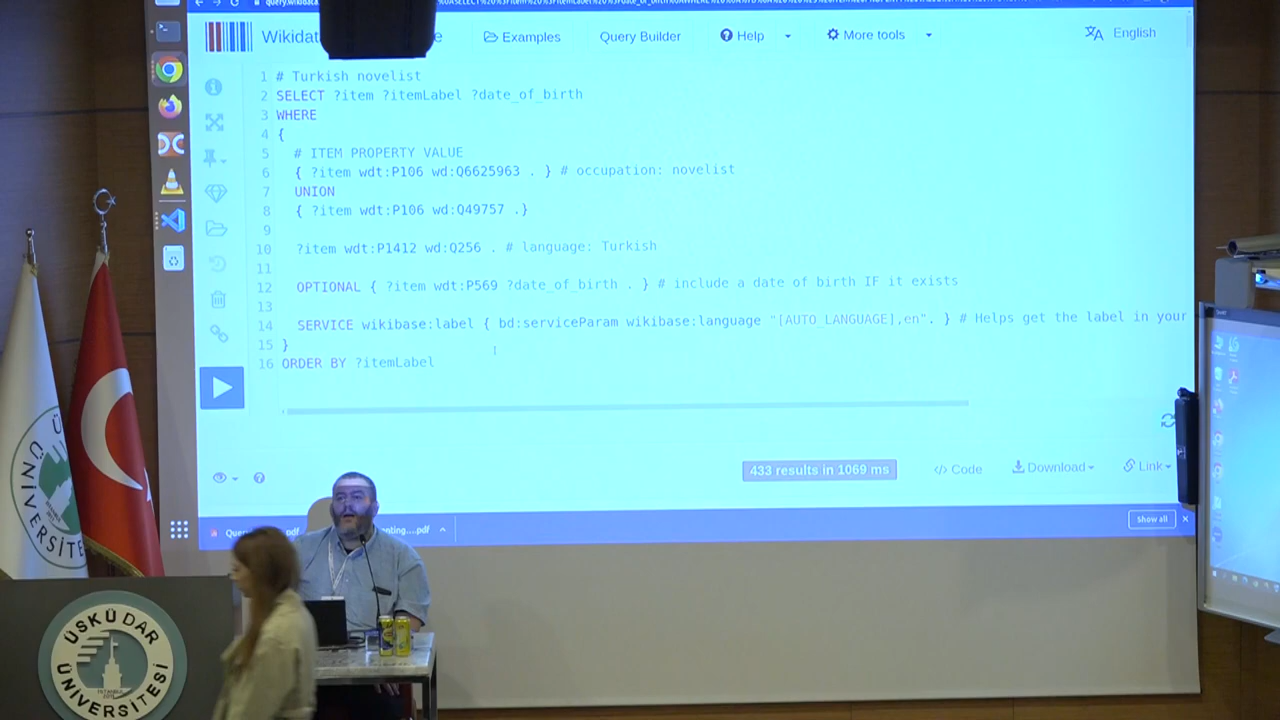 query.wikidata.
Wikidat
Examples
Query Builder
Help
More tools
English
1 # Turkish novelist
2 SELECT ?item ?itemLabel ?date_of_birth
3 WHERE
4 {
5 # ITEM PROPERTY VALUE
6 { ?item wdt:P106 wd:Q6625963 . } # occupation: novelist
7 UNION
8 { ?item wdt:P106 wd:Q49757 .}
9
10 ?item wdt:P1412 wd:Q256 . # language: Turkish
11
12 OPTIONAL { ?item wdt:P569 ?date_of_birth . } # include a date of birth IF it exists
13
14 SERVICE wikibase:label { bd:serviceParam wikibase:language "[AUTO_LANGUAGE],en". } # Helps get the label in your
15 }
16 ORDER BY ?itemLabel
433 results in 1069 ms
</> Code
Download
Link
Show all
nting....pdf
ÜSKÜDAR
ÜNİVERSİTESİ
İSTANBUL